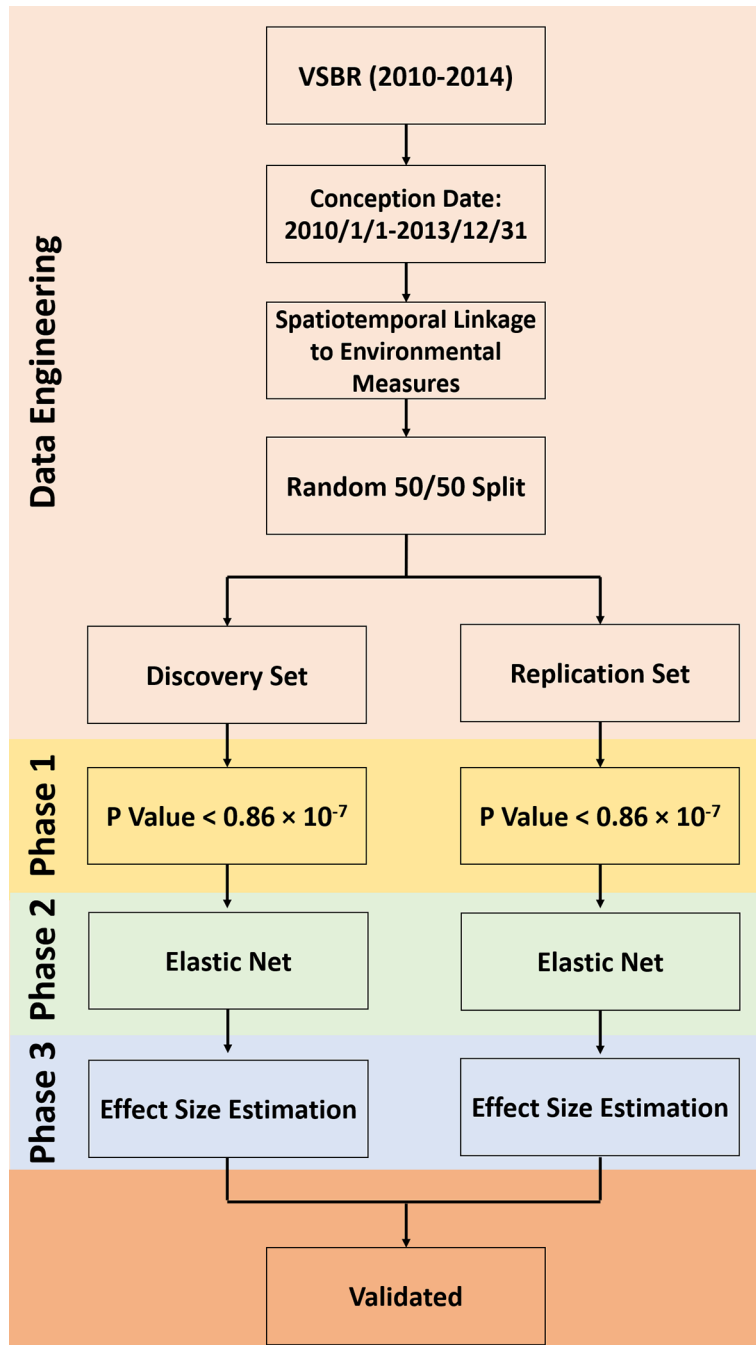 VSBR (2010-2014)
Conception Date:
2010/1/1-2013/12/31
Spatiotemporal Linkage
to Environmental
Measures
Random 50/50 Split
Data Engineering
Discovery Set
Replication Set
Phase 1
P Value < 0.86 × 10⁻⁷
P Value < 0.86 × 10⁻⁷
Phase 2
Elastic Net
Elastic Net
Phase 3
Effect Size Estimation
Effect Size Estimation
Validated